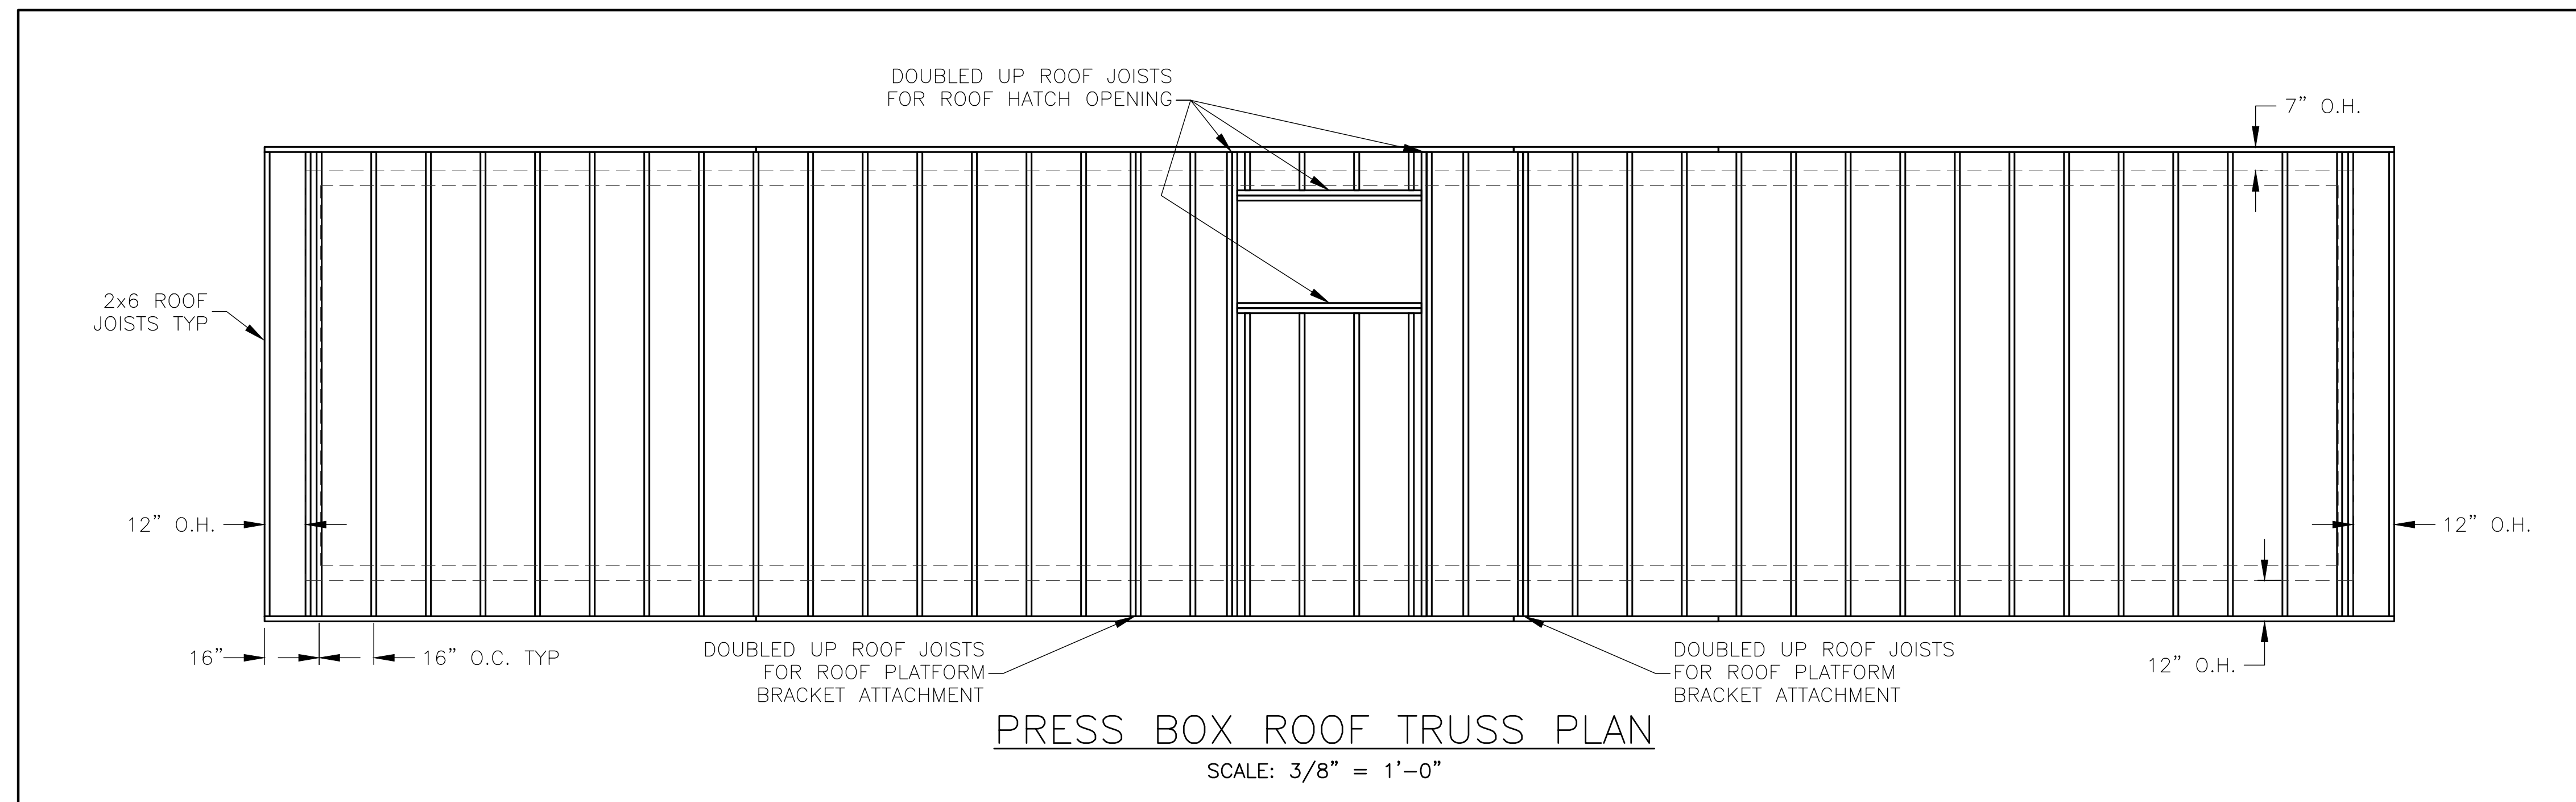 DOUBLED UP ROOF JOISTS
FOR ROOF HATCH OPENING
7” O.H.
2x6 ROOF
JOISTS TYP
12” O.H.
12” O.H.
16”
16” O.C. TYP
DOUBLED UP ROOF JOISTS
FOR ROOF PLATFORM
BRACKET ATTACHMENT
DOUBLED UP ROOF JOISTS
FOR ROOF PLATFORM
BRACKET ATTACHMENT
12” O.H.
PRESS BOX ROOF TRUSS PLAN
SCALE: 3/8” = 1’-0”